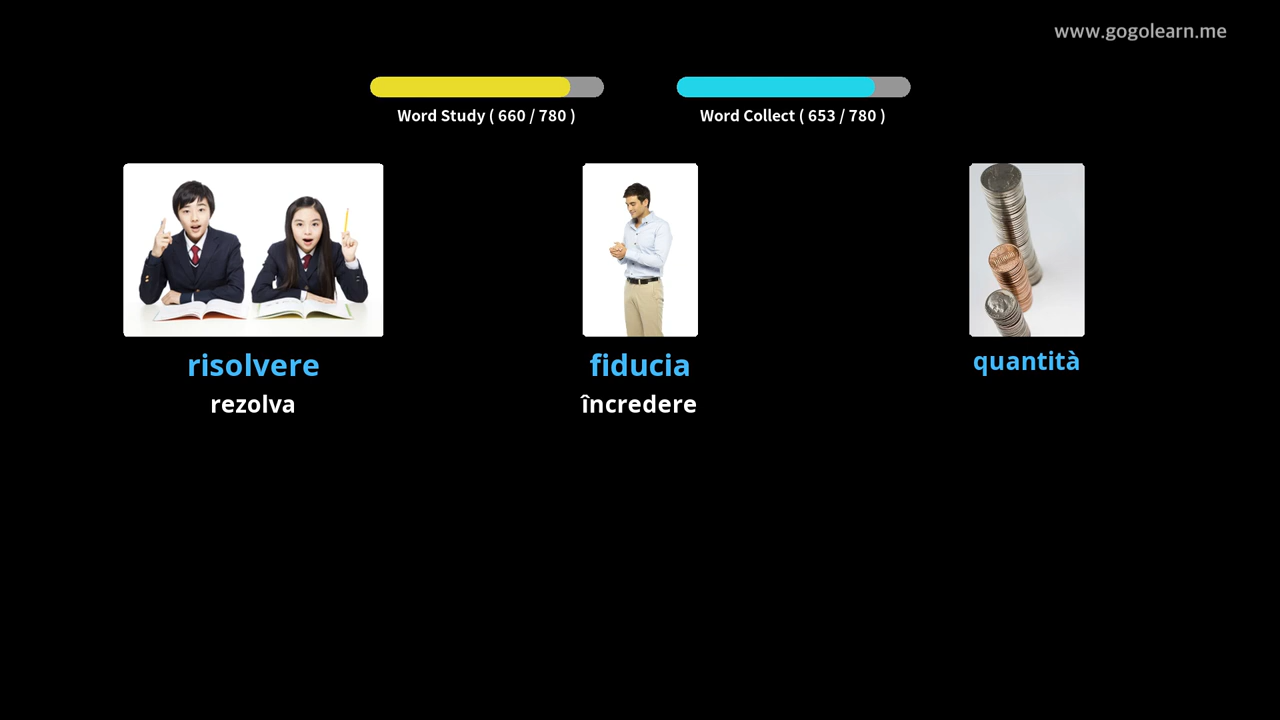 www.gogolearn.me
Word Study ( 660 / 780 )
Word Collect ( 653 / 780 )
risolvere
rezolva
fiducia
încredere
quantità